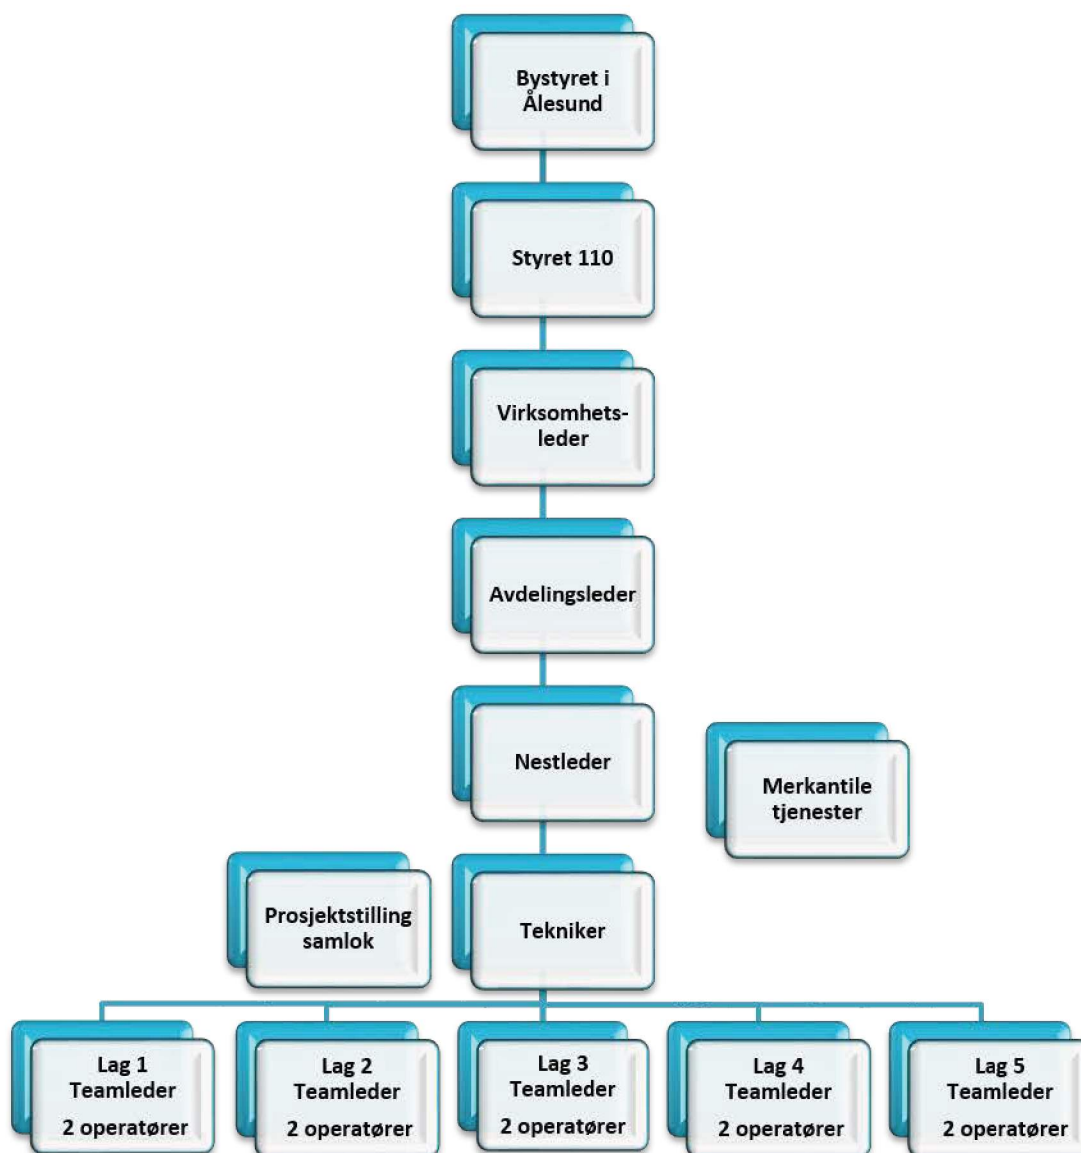 Bystyret i
Ålesund
Styret 110
Virksomhets-
leder
Avdelingsleder
Nestleder
Merkantile
tjenester
Prosjektstilling
samlok
Tekniker
Lag 1
Teamleder
2 operatører
Lag 2
Teamleder
2 operatører
Lag 3
Teamleder
2 operatører
Lag 4
Teamleder
2 operatører
Lag 5
Teamleder
2 operatører